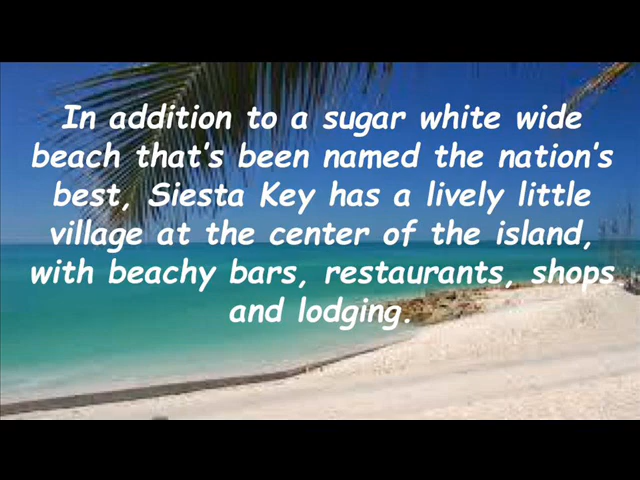 In addition to a sugar white wide
beach that's been named the nation's
best, Siesta Key has a lively little
village at the center of the island,
with beachy bars, restaurants, shops
and lodging.